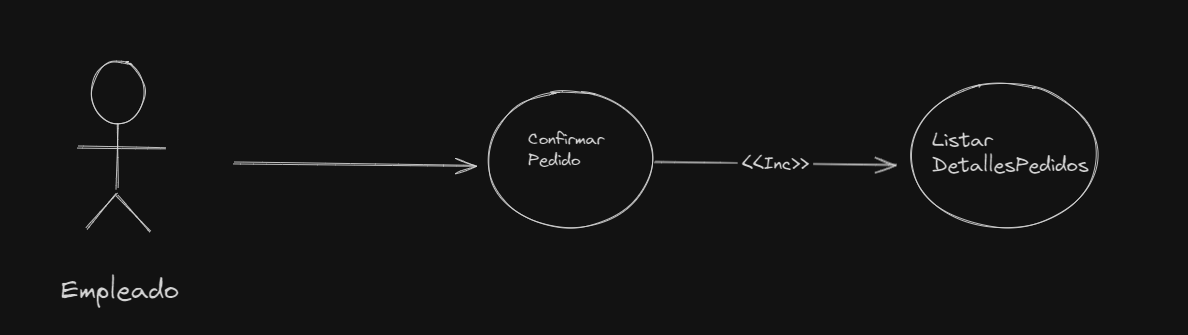 Confirmar
Pedido
<<Inc>>
Listar
DetallesPedidos
Empleado